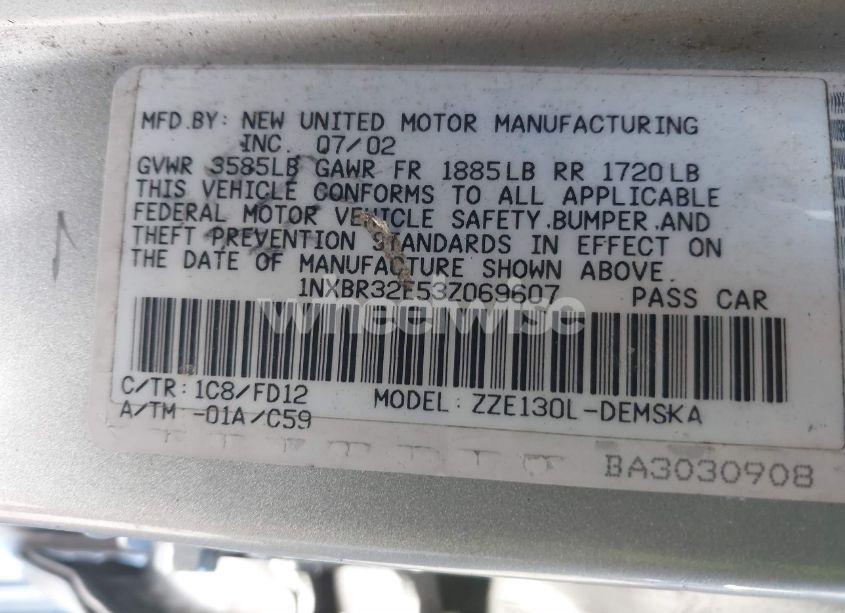 MFD.BY: NEW UNITED MOTOR MANUFACTURING
INC. 07/02
GVWR 3585LB GAWR FR 1885LB RR 1720LB
THIS VEHICLE CONFORMS TO ALL APPLICABLE
FEDERAL MOTOR VEHICLE SAFETY.BUMPER.AND
THEFT PREVENTION STANDARDS IN EFFECT ON
THE DATE OF MANUFACTURE SHOWN ABOVE.
1NXBR32E53Z069607 PASS CAR
wheelwise
C/TR: 1C8/FD12 MODEL: ZZE130L-DEMSKA
A/TM -01A/C59
BA3030908